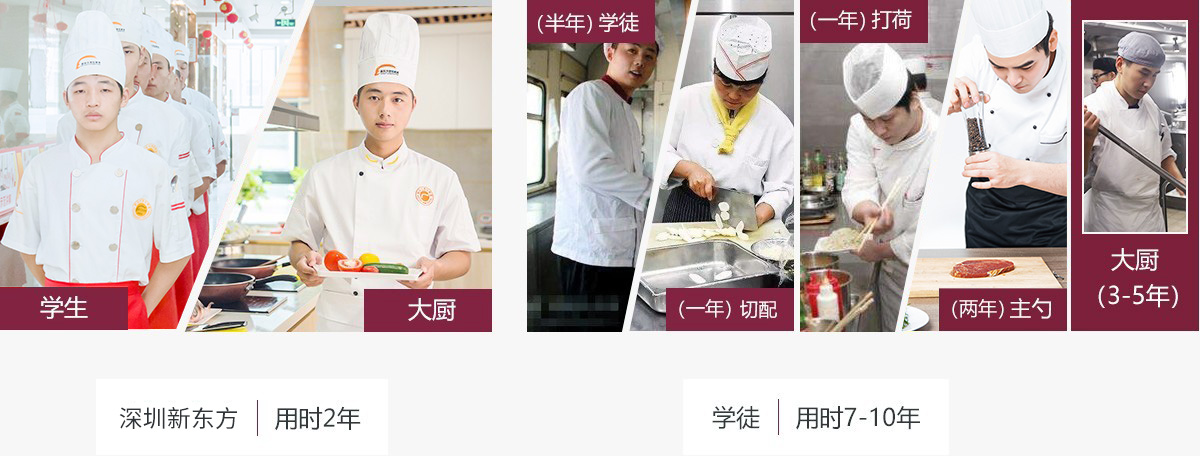 学生
大厨
(半年) 学徒
(一年) 切配
(一年) 打荷
(两年) 主勺
大厨
(3-5年)
深圳新东方 | 用时2年
学徒 | 用时7-10年